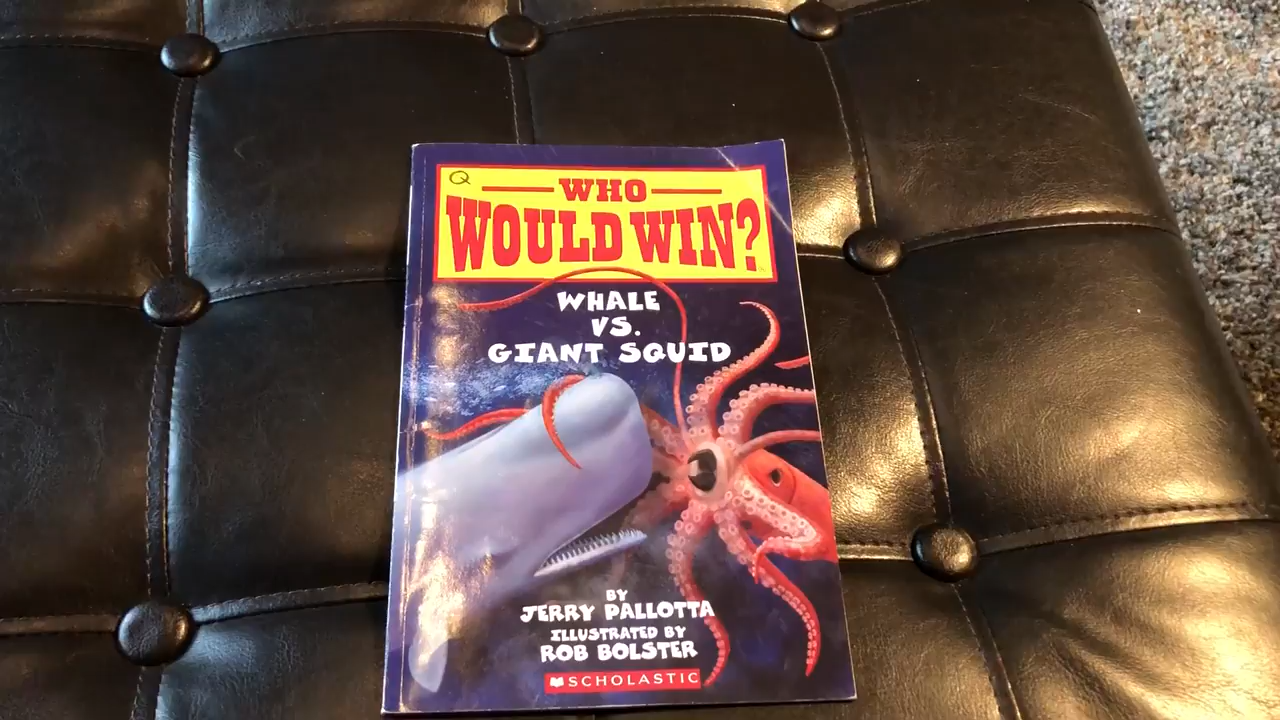 Q
WHO
WOULD WIN?
WHALE
VS.
GIANT SQUID
BY
JERRY PALLOTTA
ILLUSTRATED BY
ROB BOLSTER
SCHOLASTIC